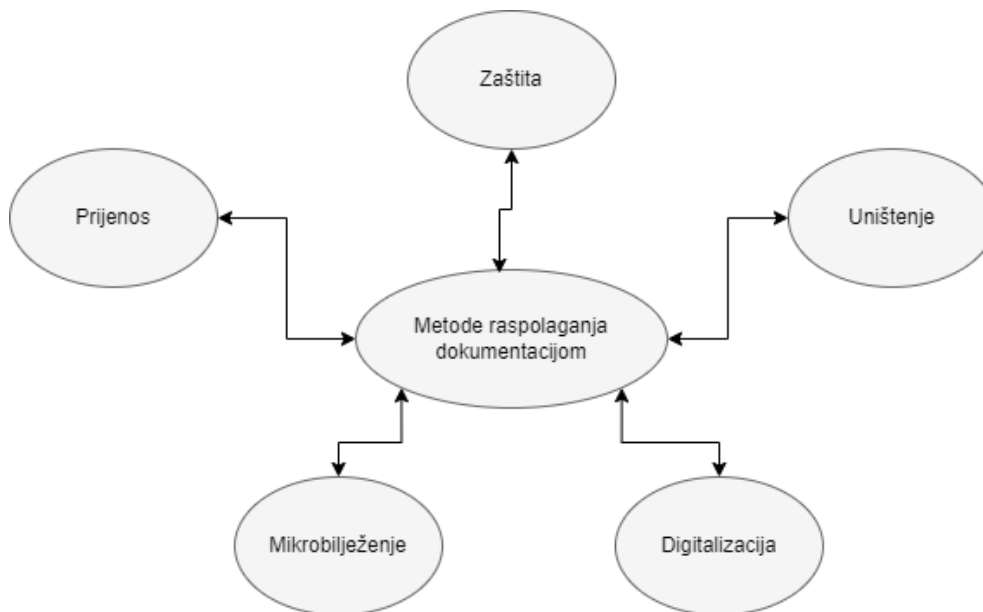 Zaštita
Prijenos
Uništenje
Metode raspolaganja
dokumentacijom
Mikrobilježenje
Digitalizacija